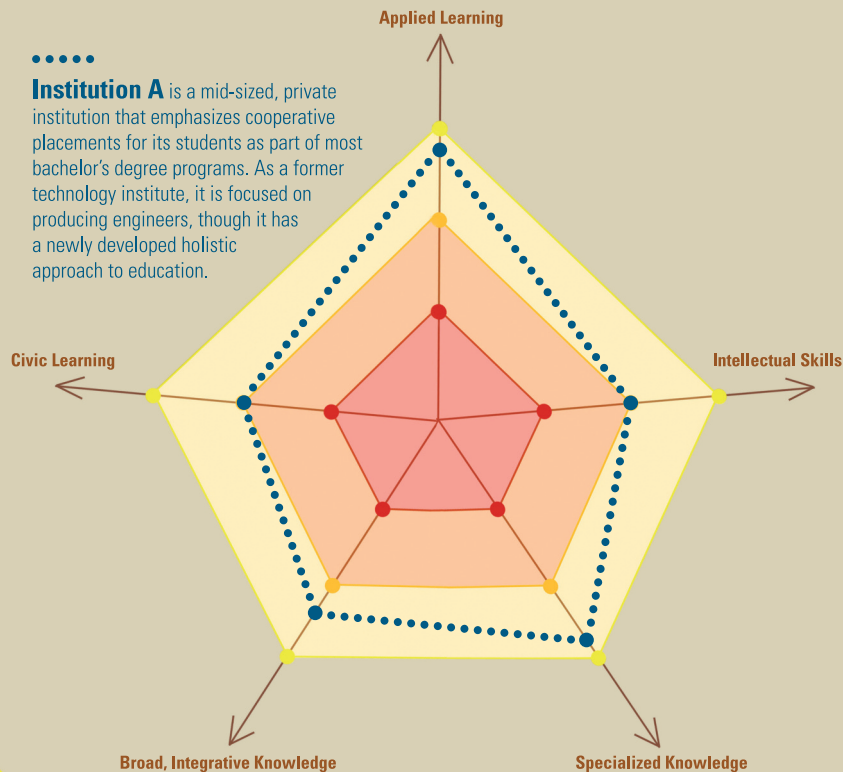 Applied Learning
Institution A is a mid-sized, private
institution that emphasizes cooperative
placements for its students as part of most
bachelor's degree programs. As a former
technology institute, it is focused on
producing engineers, though it has
a newly developed holistic
approach to education.
Civic Learning
Intellectual Skills
Broad, Integrative Knowledge
Specialized Knowledge